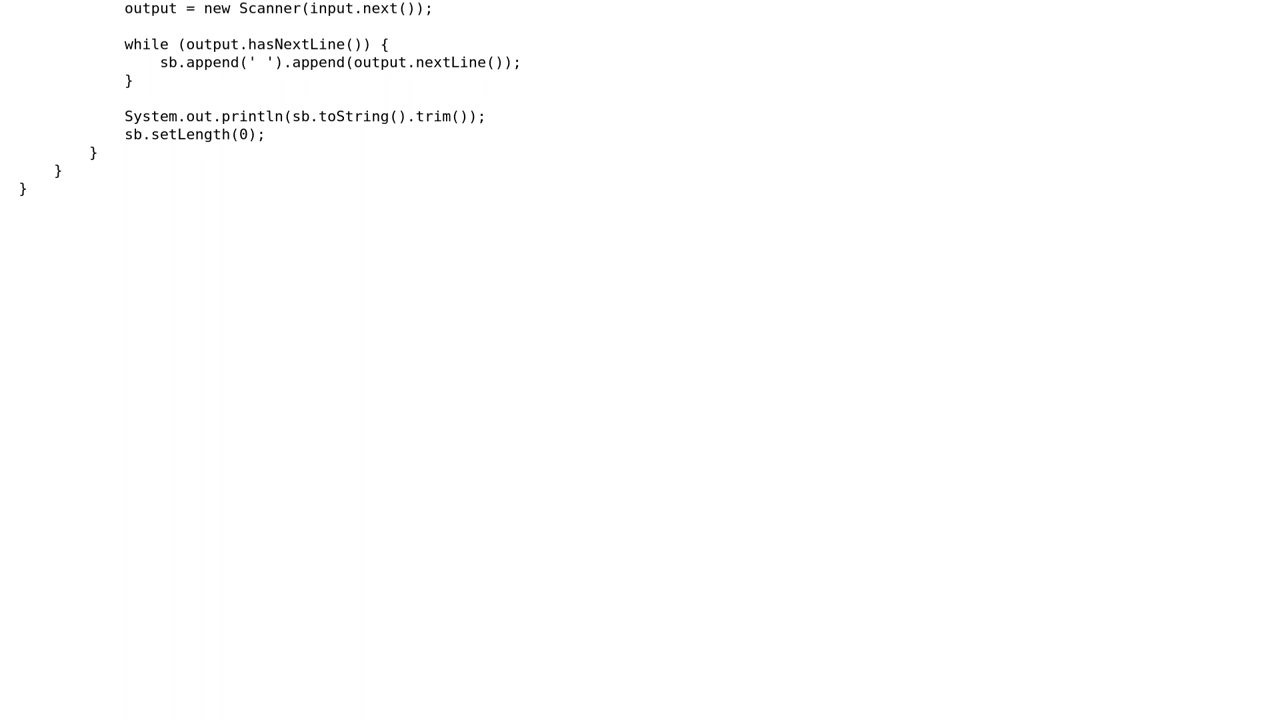 output = new Scanner(input.next());

            while (output.hasNextLine()) {
                sb.append(' ').append(output.nextLine());
            }

            System.out.println(sb.toString().trim());
            sb.setLength(0);
        }
    }
}